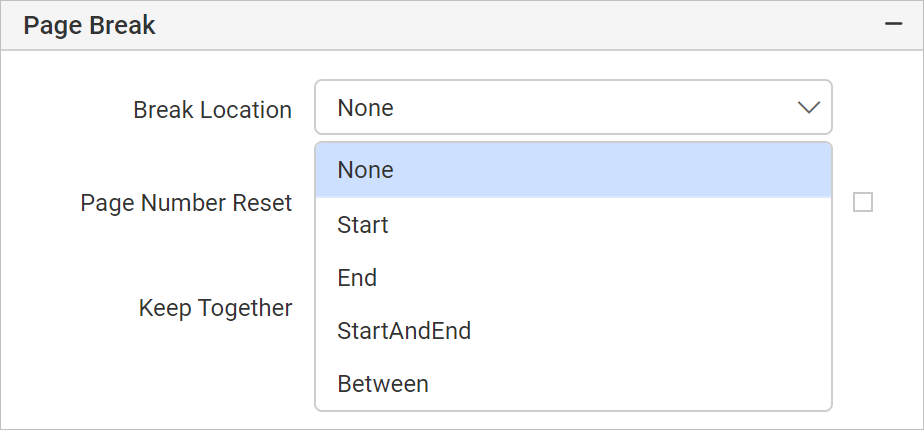 Page Break
Break Location
None
None
Page Number Reset
Start
End
Keep Together
StartAndEnd
Between